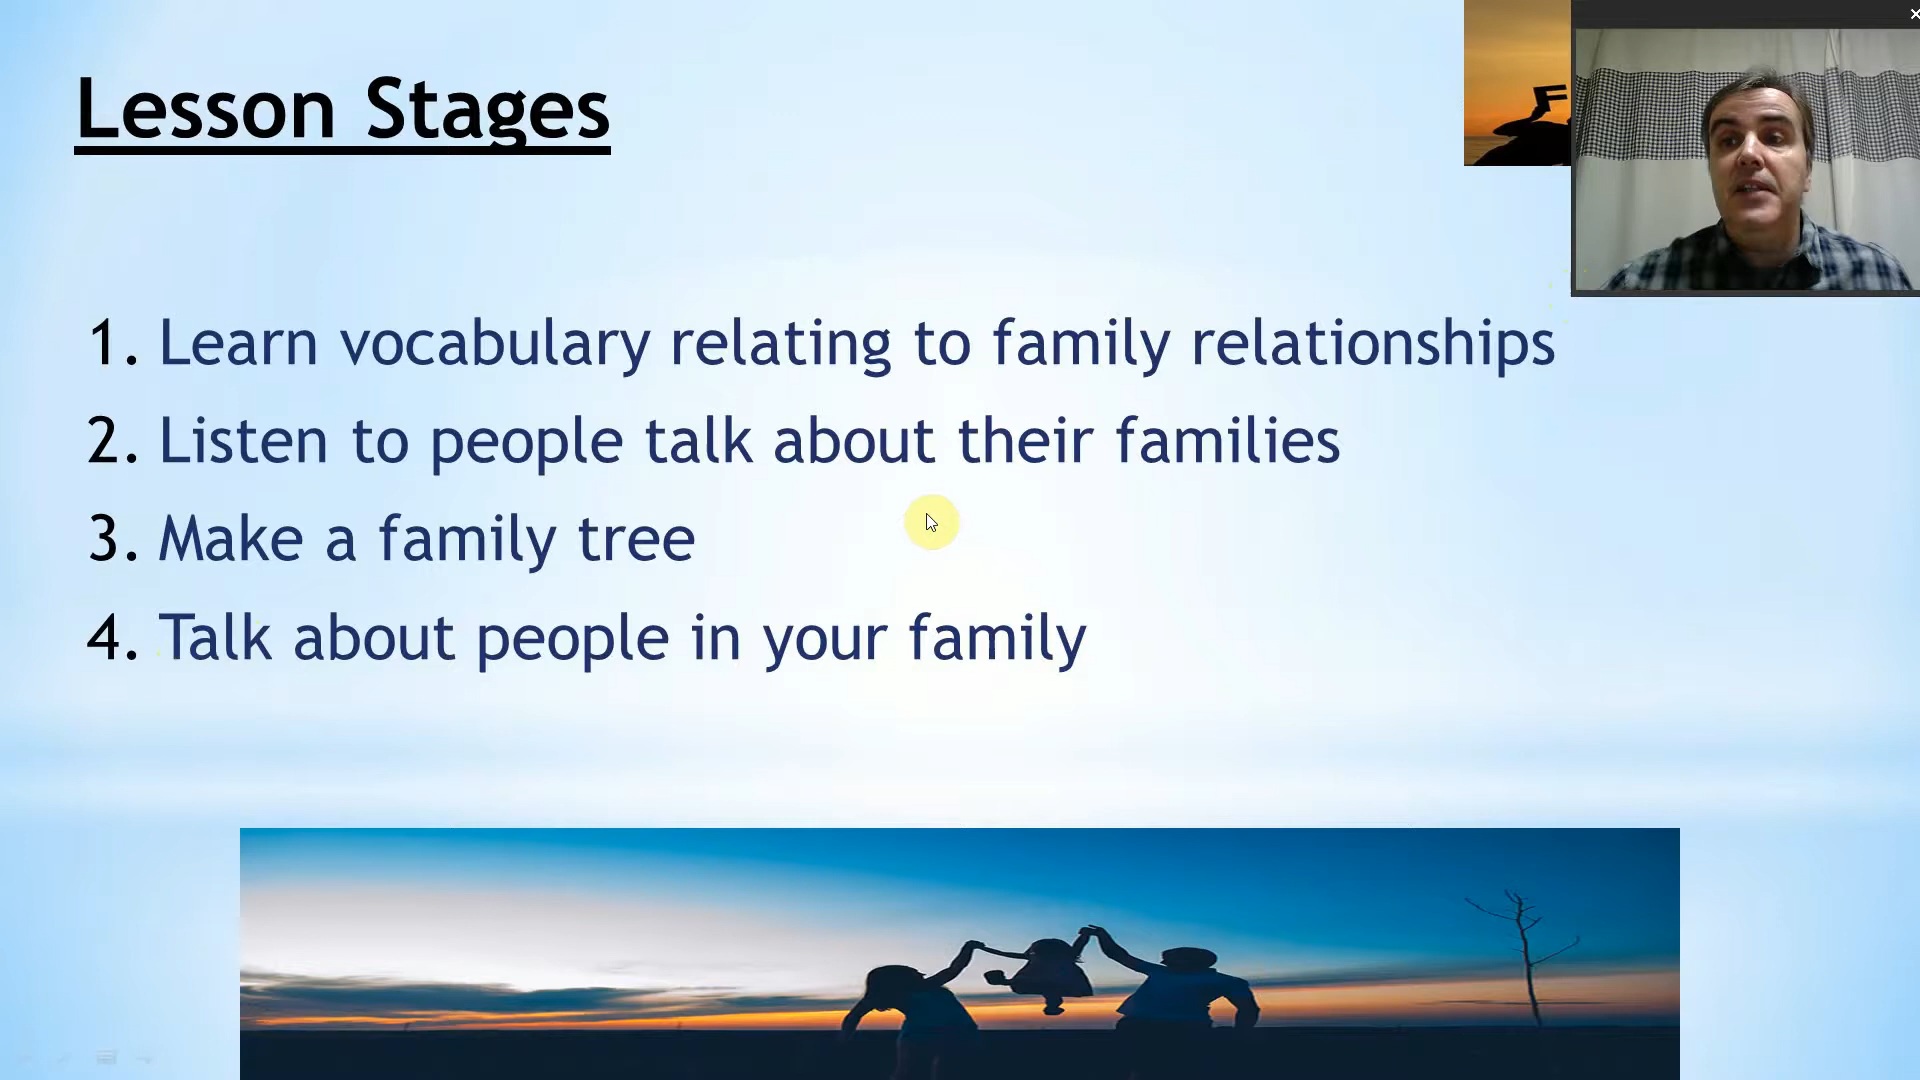 Lesson Stages
1. Learn vocabulary relating to family relationships
2. Listen to people talk about their families
3. Make a family tree
4. Talk about people in your family
F